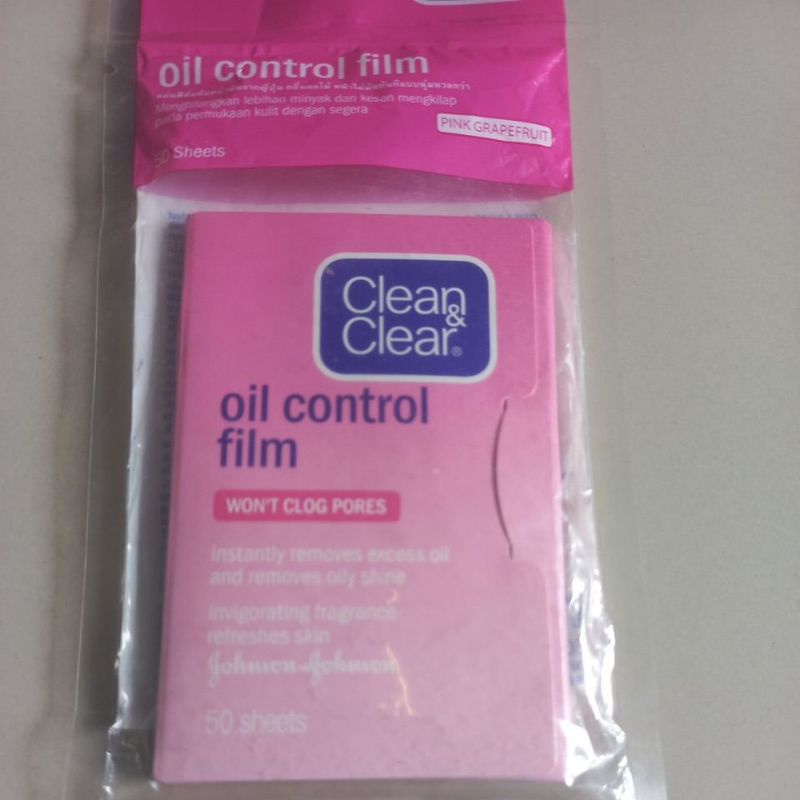 oil control film
Menghilangkan lebihan minyak dan kesan mengkilap
pada permukaan kulit dengan segera
PINK GRAPEFRUIT
50 Sheets
Clean
&
Clear®
oil control
film
WON'T CLOG PORES
instantly removes excess oil
and removes oily shine
invigorating fragrance
refreshes skin
Johnson & Johnson
50 sheets